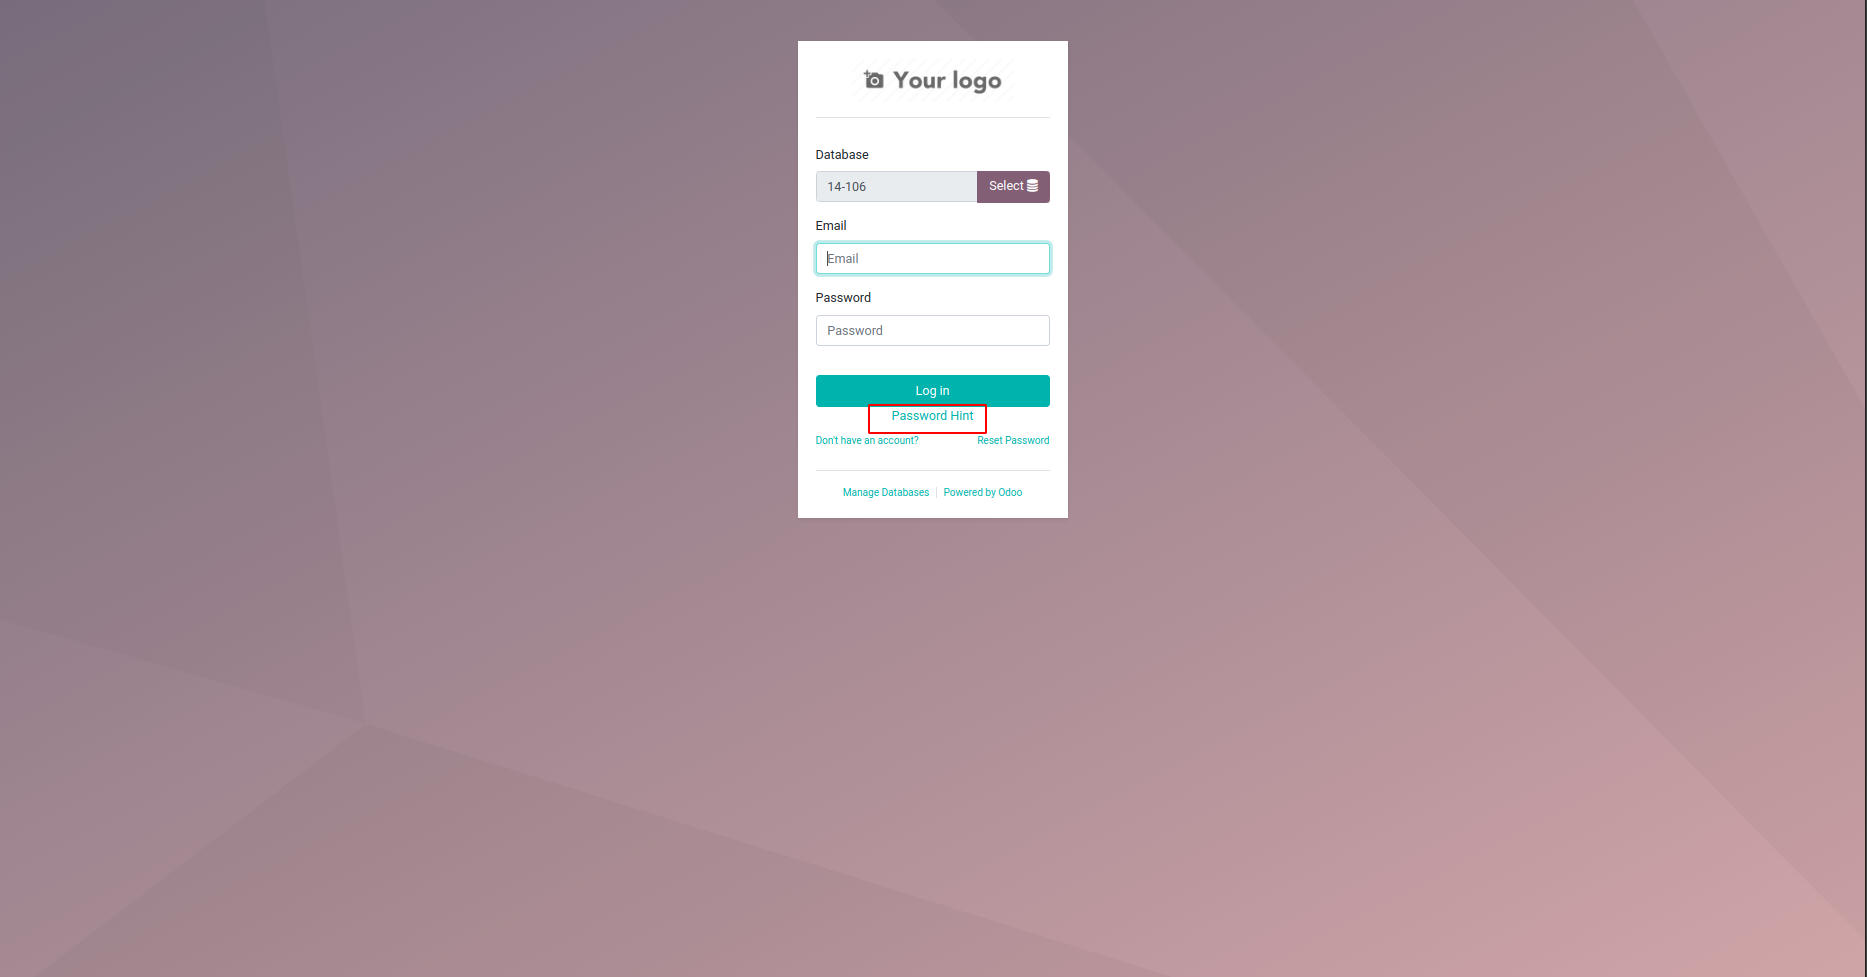 Your logo
Database
14-106 Select
Email
Email
Password
Password
Log in
Password Hint
Don't have an account? Reset Password
Manage Databases Powered by Odoo